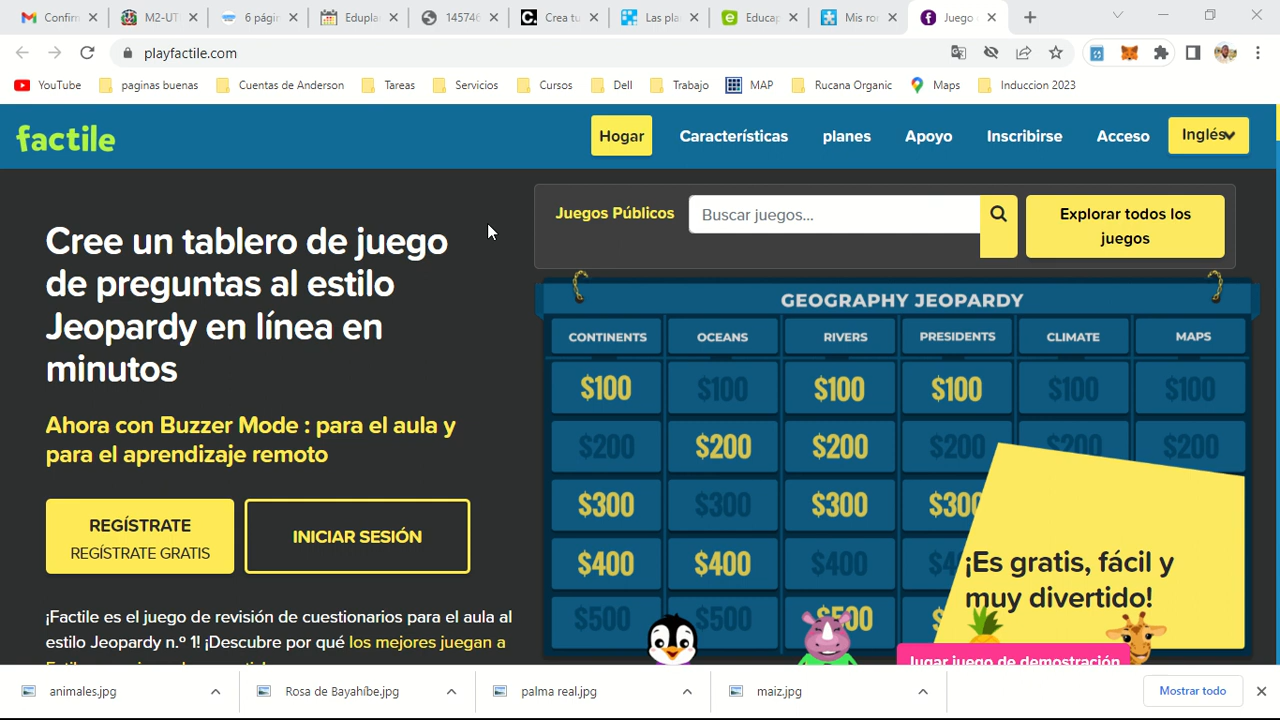 Confirm
M2-UT
6 págir
Eduplan
145746
Crea tu
Las pla
Educap
Mis ro
Juego
playfactile.com
YouTube
paginas buenas
Cuentas de Anderson
Tareas
Servicios
Cursos
Dell
Trabajo
MAP
Rucana Organic
Maps
Induccion 2023
factile
Hogar
Características
planes
Apoyo
Inscribirse
Acceso
Inglés
Juegos Públicos
Buscar juegos...
Explorar todos los
juegos
Cree un tablero de juego
de preguntas al estilo
Jeopardy en línea en
minutos
Ahora con Buzzer Mode : para el aula y
para el aprendizaje remoto
REGÍSTRATE
REGÍSTRATE GRATIS
INICIAR SESIÓN
¡Factile es el juego de revisión de cuestionarios para el aula al
estilo Jeopardy n.º 1! ¡Descubre por qué los mejores juegan a
GEOGRAPHY JEOPARDY
CONTINENTS OCEANS RIVERS PRESIDENTS CLIMATE MAPS
$100 $100 $100 $100 $100 $100
$200 $200 $200 $200 $200 $200
$300 $300 $300 $300
$400 $400 $400
$500 $500 $500
¡Es gratis, fácil y
muy divertido!
Jugar juego de demostración
animales.jpg
Rosa de Bayahíbe.jpg
palma real.jpg
maiz.jpg
Mostrar todo